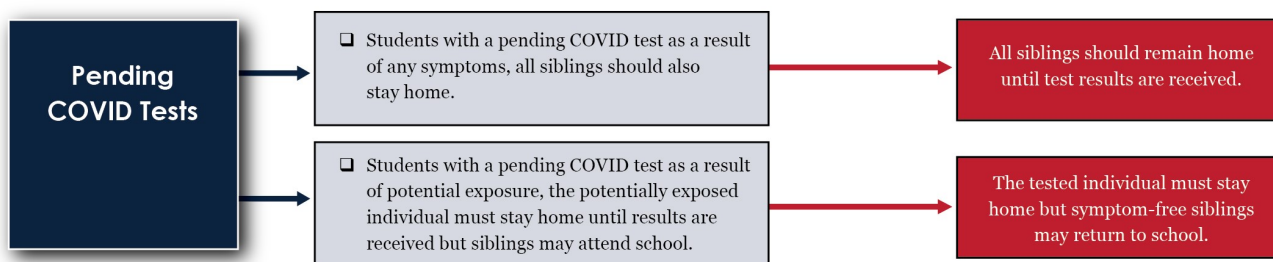 Pending
COVID Tests
❑ Students with a pending COVID test as a result
of any symptoms, all siblings should also
stay home.
All siblings should remain home
until test results are received.
❑ Students with a pending COVID test as a result
of potential exposure, the potentially exposed
individual must stay home until results are
received but siblings may attend school.
The tested individual must stay
home but symptom-free siblings
may return to school.